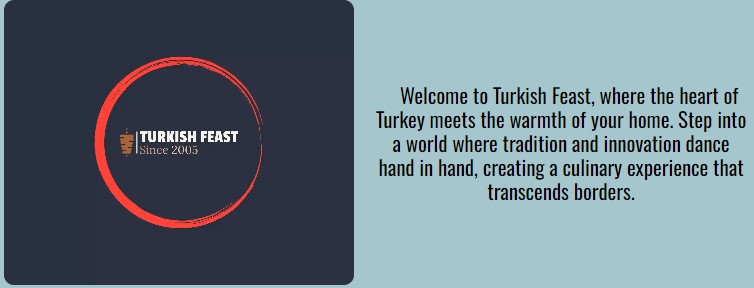 TURKISH FEAST
Since 2005
Welcome to Turkish Feast, where the heart of
Turkey meets the warmth of your home. Step into
a world where tradition and innovation dance
hand in hand, creating a culinary experience that
transcends borders.